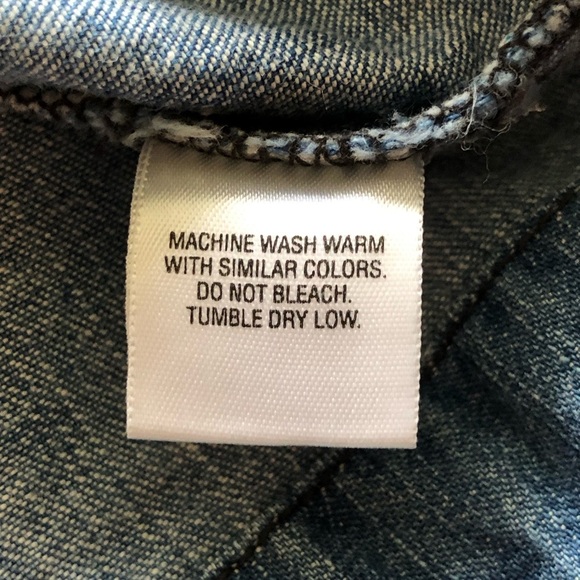 MACHINE WASH WARM
WITH SIMILAR COLORS.
DO NOT BLEACH.
TUMBLE DRY LOW.